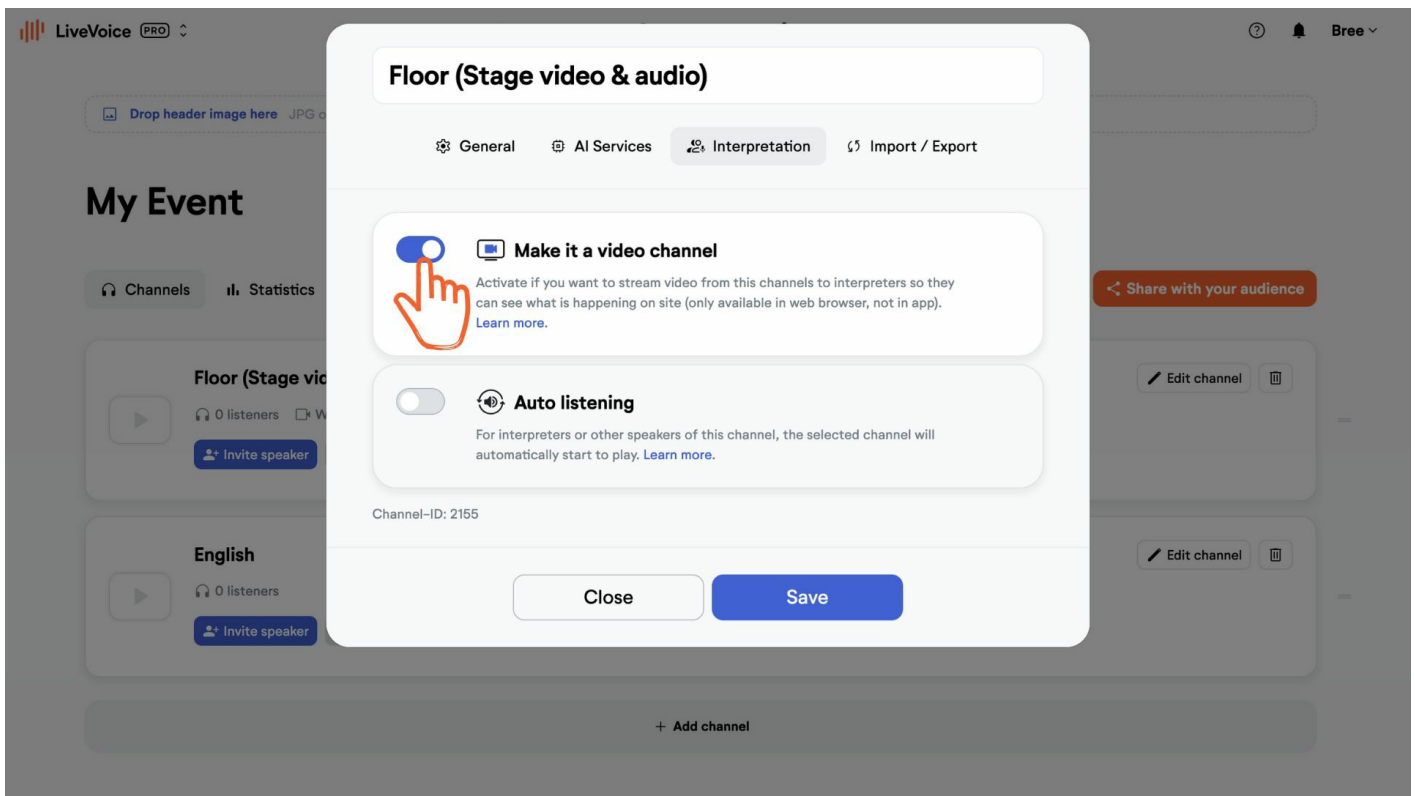 LiveVoice PRO
Bree
Drop header image here JPG
My Event
Channels
Statistics
Share with your audience
Floor (Stage
0 listeners
Invite speaker
Edit channel
English
0 listeners
Invite speaker
Edit channel
+ Add channel
Floor (Stage video & audio)
General
AI Services
Interpretation
Import / Export
Make it a video channel
Activate if you want to stream video from this channels to interpreters so they
can see what is happening on site (only available in web browser, not in app).
Learn more.
Auto listening
For interpreters or other speakers of this channel, the selected channel will
automatically start to play. Learn more.
Channel-ID: 2155
Close
Save